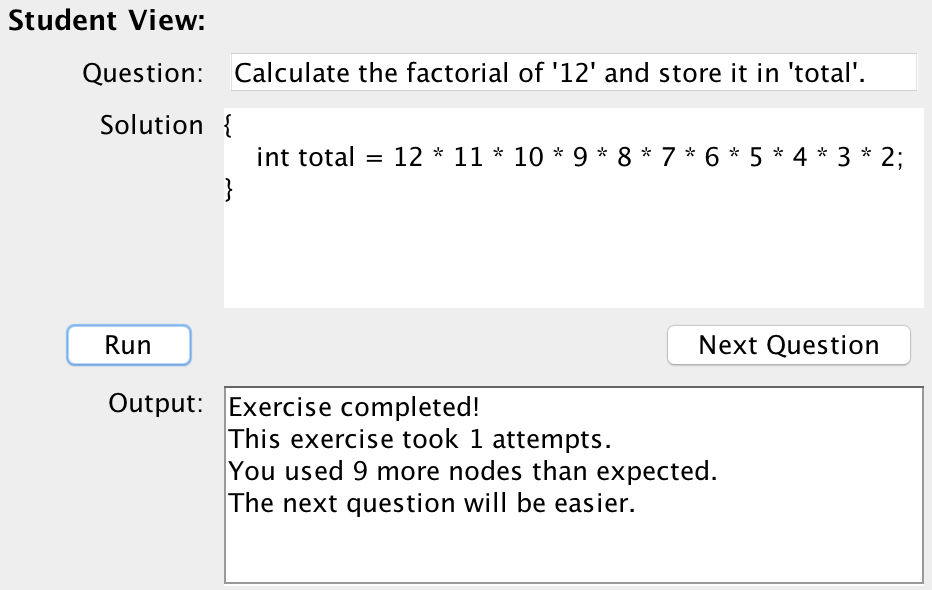 Student View:
Question: Calculate the factorial of '12' and store it in 'total'.
Solution {
int total = 12 * 11 * 10 * 9 * 8 * 7 * 6 * 5 * 4 * 3 * 2;
}
Run Next Question
Output: Exercise completed!
This exercise took 1 attempts.
You used 9 more nodes than expected.
The next question will be easier.